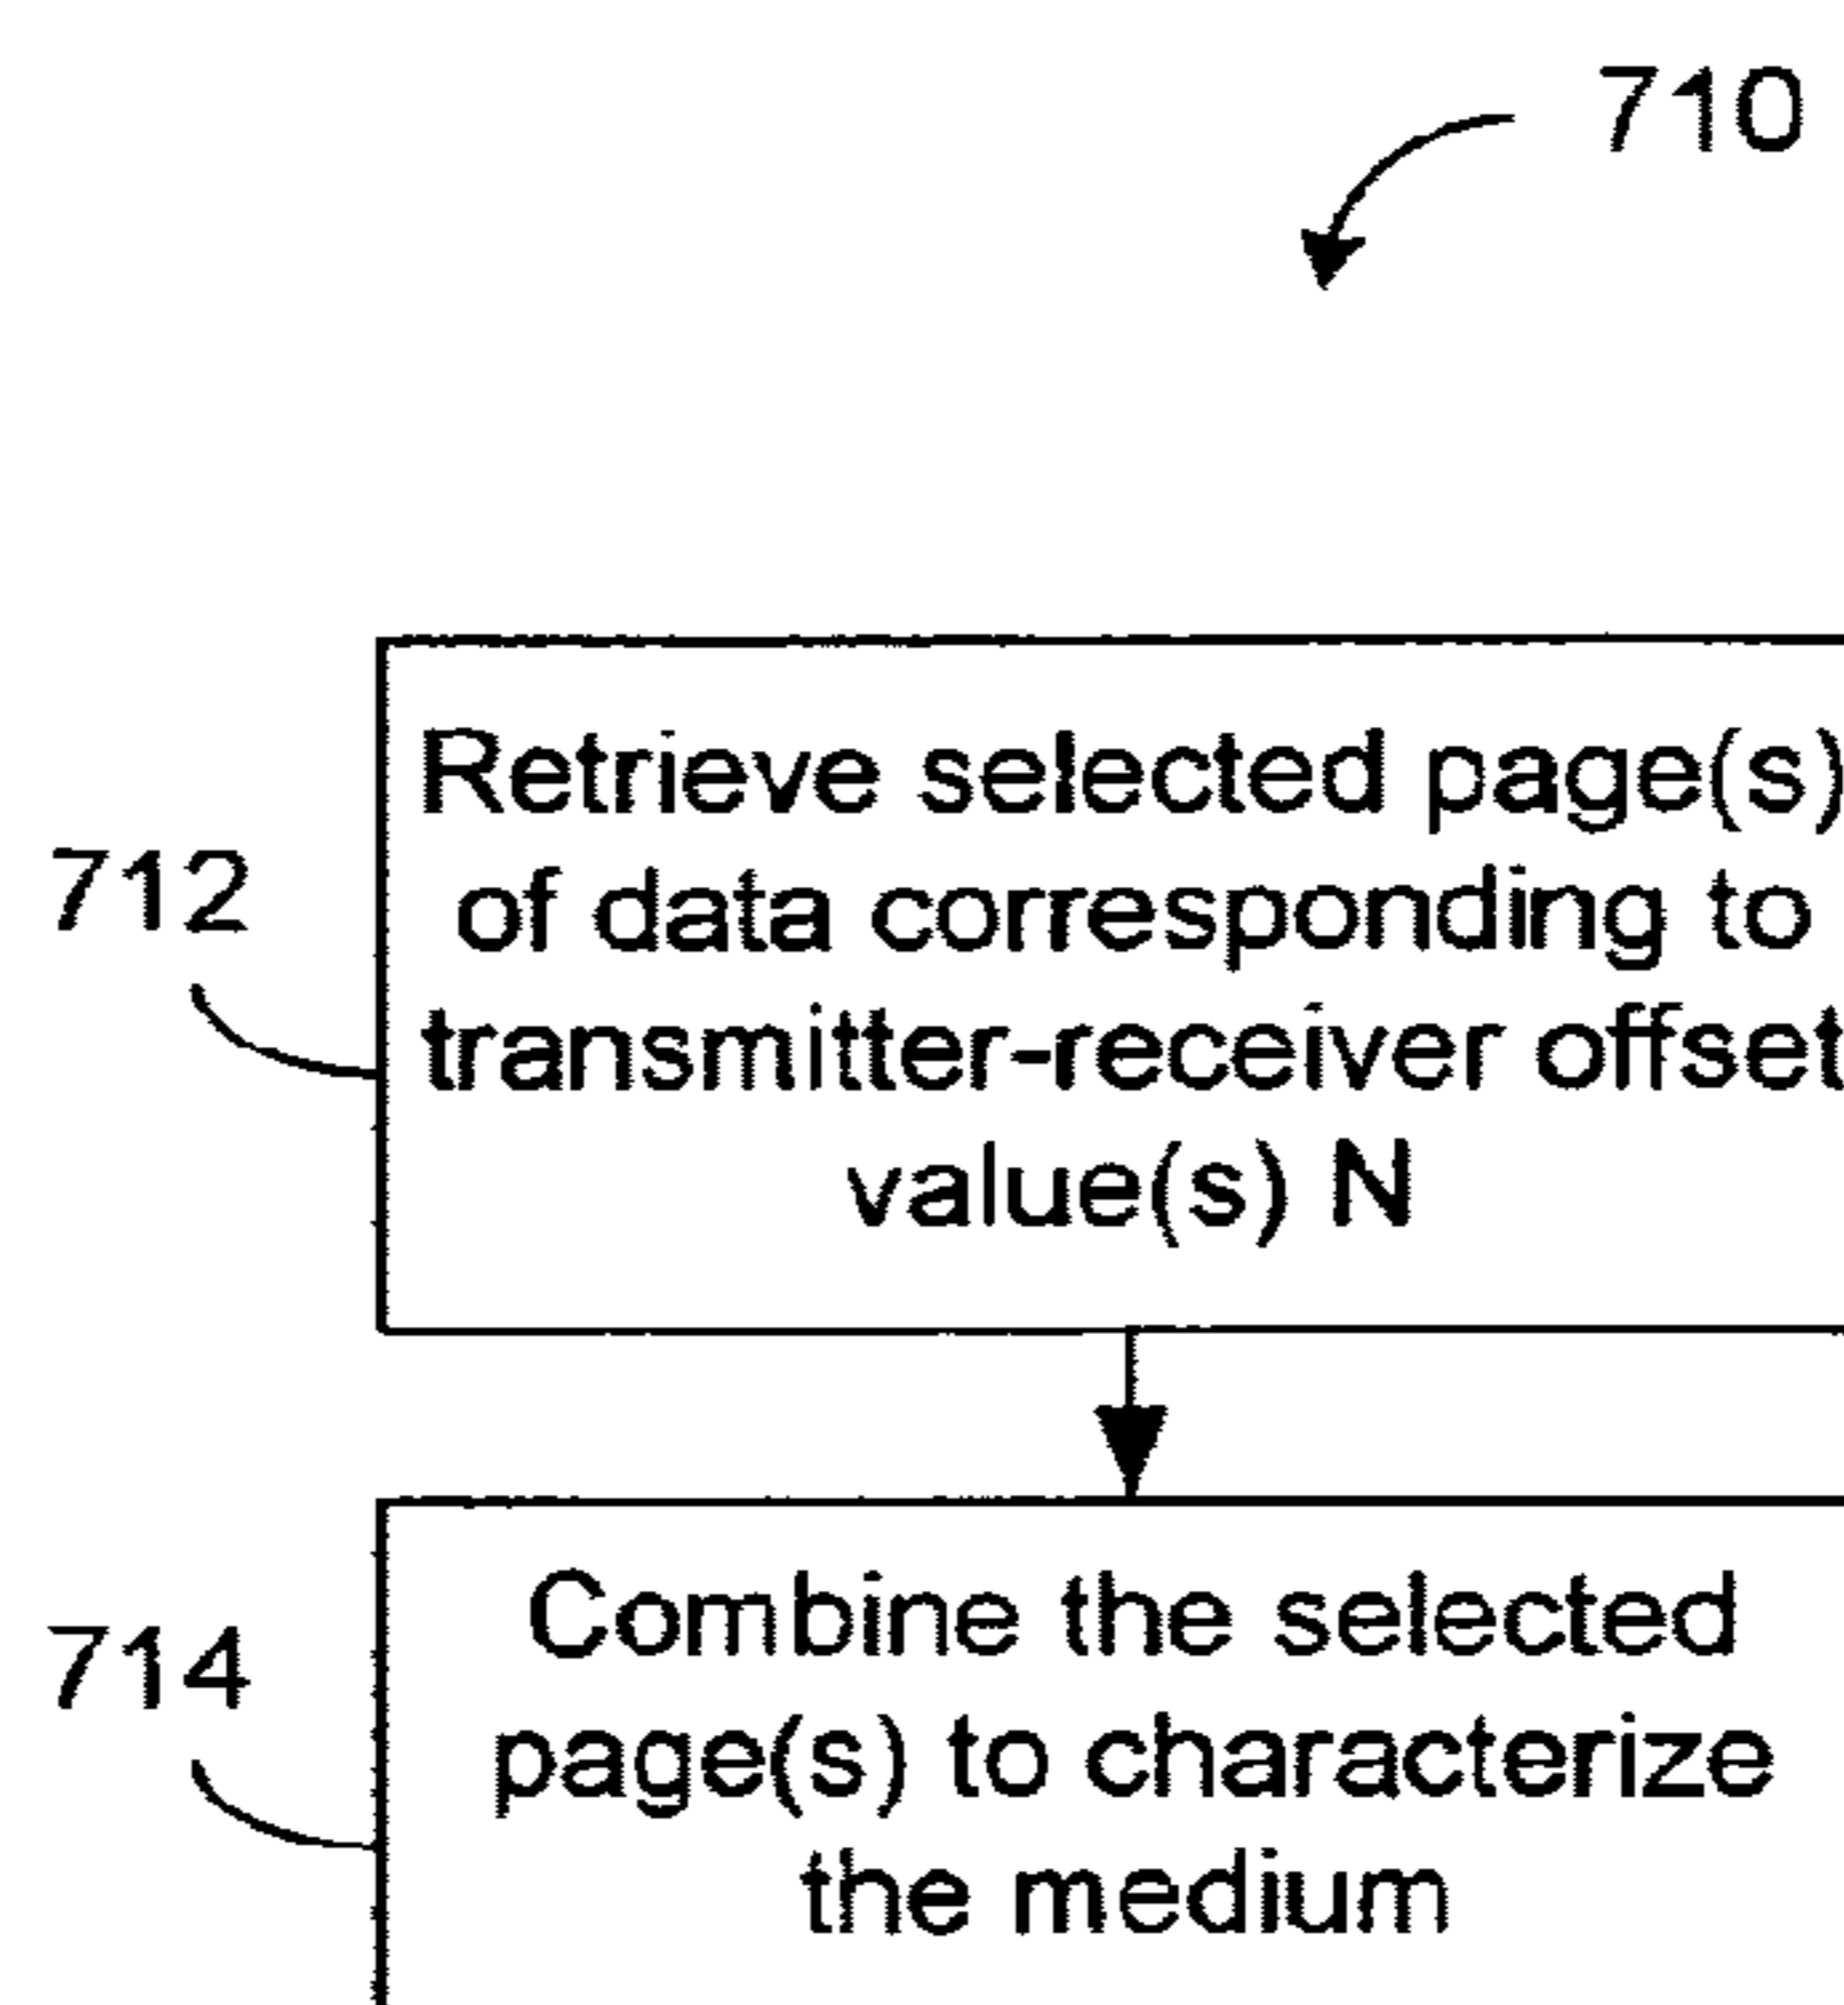 710
712
Retrieve selected page(s)
of data corresponding to
transmitter-receiver offset
value(s) N
714
Combine the selected
page(s) to characterize
the medium